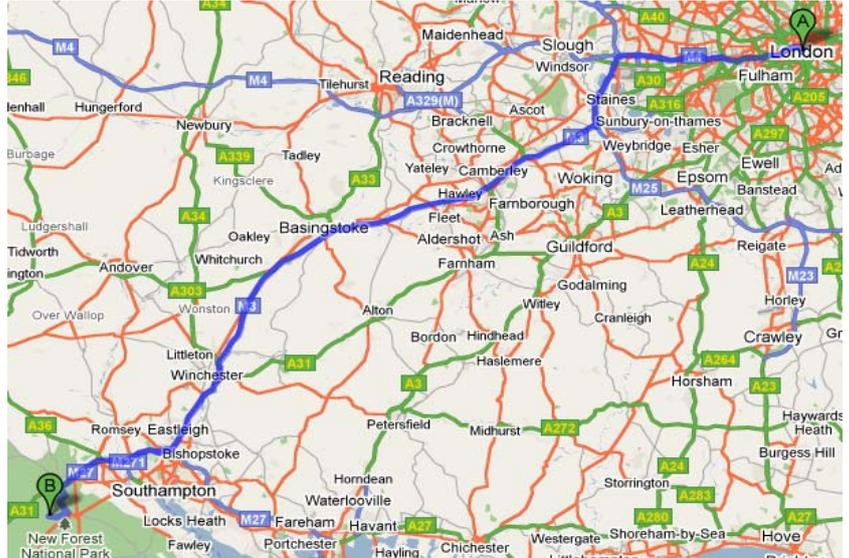 A34
A40
Maidenhead
London
M4
Slough
Windsor
M4
Reading
M4
Tilehurst
A329(M)
A30
Fulham
Staines
A316
A205
Hungerford
Ascot
Sunbury-on-thames
Newbury
Bracknell
M3
A297
Burbage
A339
Tadley
Crowthorne
Weybridge
Esher
Ewell
Yateley
Camberley
Epsom
Kingsclere
A33
Hawley
Woking
M25
Banstead
A34
Fleet
Farnborough
A3
Leatherhead
Ludgershall
Basingstoke
Oakley
Aldershot
Ash
Guildford
Reigate
Tidworth
Whitchurch
Farnham
A24
Andover
M23
A303
Godalming
Over Wallop
Wonston
M3
Alton
Witley
Horley
Cranleigh
Bordon
Hindhead
Crawley
Littleton
A31
Haslemere
A264
Winchester
A3
Horsham
A23
A36
Petersfield
Midhurst
A272
Haywards
Heath
Romsey
Eastleigh
Bishopstoke
Burgess Hill
M27
M271
A24
B
Southampton
Horndean
Storrington
A283
A31
Waterlooville
Locks Heath
M27
Fareham
Havant
A27
A280
Shoreham-by-Sea
A27
New Forest
National Park
Fawley
Portchester
Hayling
Chichester
Westergate
Hove
A